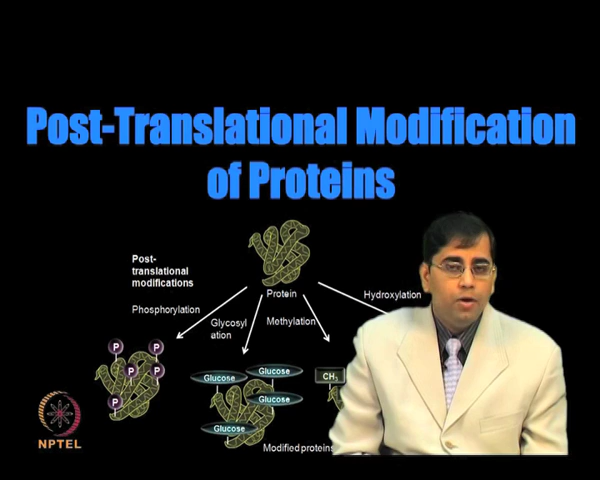 Post-Translational Modification
of Proteins
Post-
translational
modifications
Protein
Hydroxylation
Phosphorylation
Glycosyl
ation
Methylation
P
P
P
P
P
Glucose
Glucose
Glucose
Glucose
CH3
Modified proteins
NPTEL